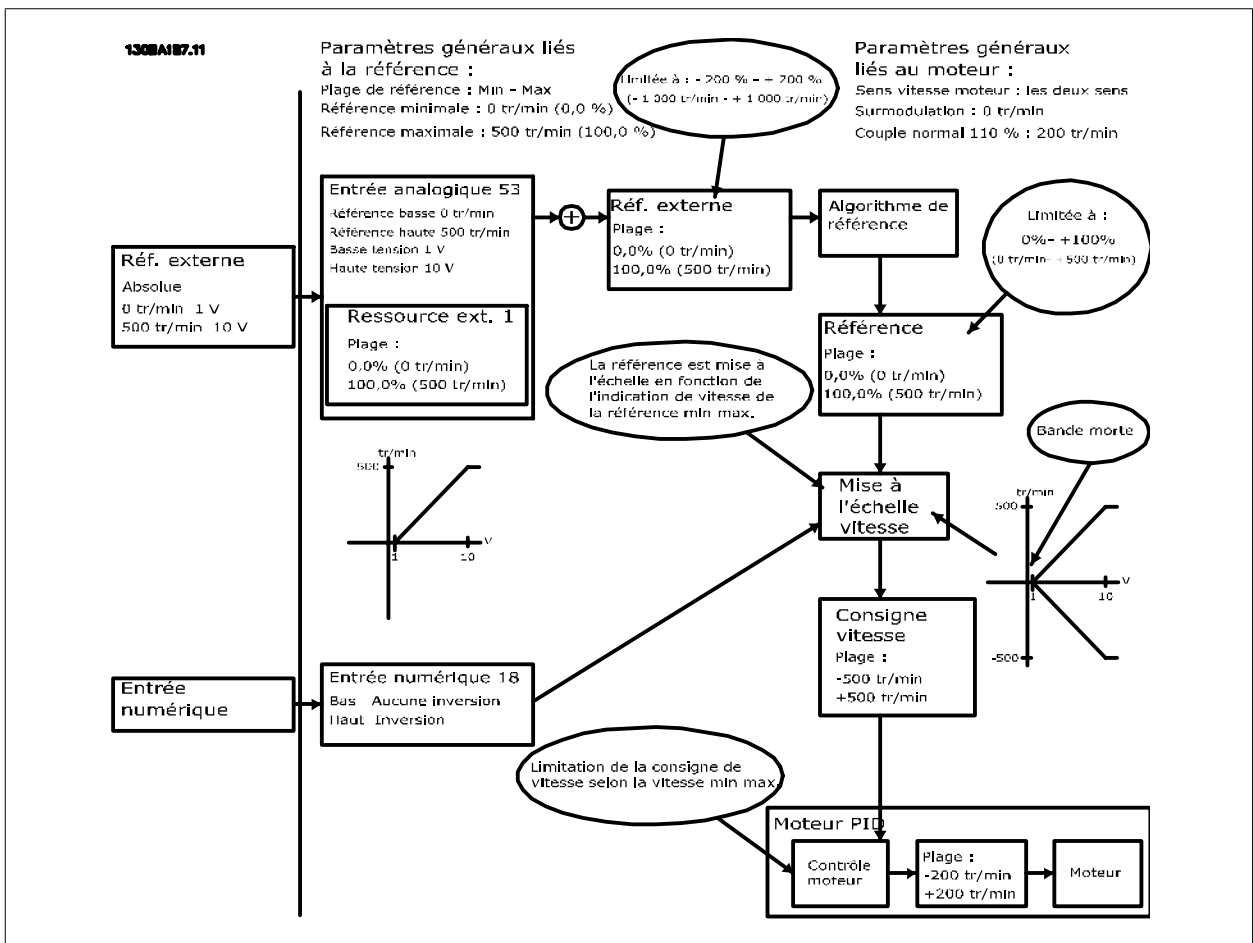 130BA187.11
Paramètres généraux liés
à la référence :
Plage de référence : Min - Max
Référence minimale : 0 tr/min (0,0 %)
Référence maximale : 500 tr/min (100,0 %)
Limitée à : - 200 % - + 200 %
(- 1 000 tr/min - + 1 000 tr/min)
Paramètres généraux
liés au moteur :
Sens vitesse moteur : les deux sens
Surmodulation : 0 tr/min
Couple normal 110 % : 200 tr/min
Réf. externe
Absolue
0 tr/min 1 V
500 tr/min 10 V
Entrée analogique 53
Référence basse 0 tr/min
Référence haute 500 tr/min
Basse tension 1 V
Haute tension 10 V
Ressource ext. 1
Plage :
0,0% (0 tr/min)
100,0% (500 tr/min)
+
Réf. externe
Plage :
0,0% (0 tr/min)
100,0% (500 tr/min)
Algorithme de
référence
Limitée à :
0%- +100%
(0 tr/min- +500 tr/min)
Référence
Plage :
0,0% (0 tr/min)
100,0% (500 tr/min)
La référence est mise à
l'échelle en fonction de
l'indication de vitesse de
la référence min max.
Bande morte
tr/min
500
1
10
V
Mise à
l'échelle
vitesse
tr/min
500
1
10
V
-500
Consigne
vitesse
Plage :
-500 tr/min
+500 tr/min
Entrée
numérique
Entrée numérique 18
Bas Aucune inversion
Haut Inversion
Limitation de la consigne de
vitesse selon la vitesse min max.
Moteur PID
Contrôle
moteur
Plage :
-200 tr/min
+200 tr/min
Moteur